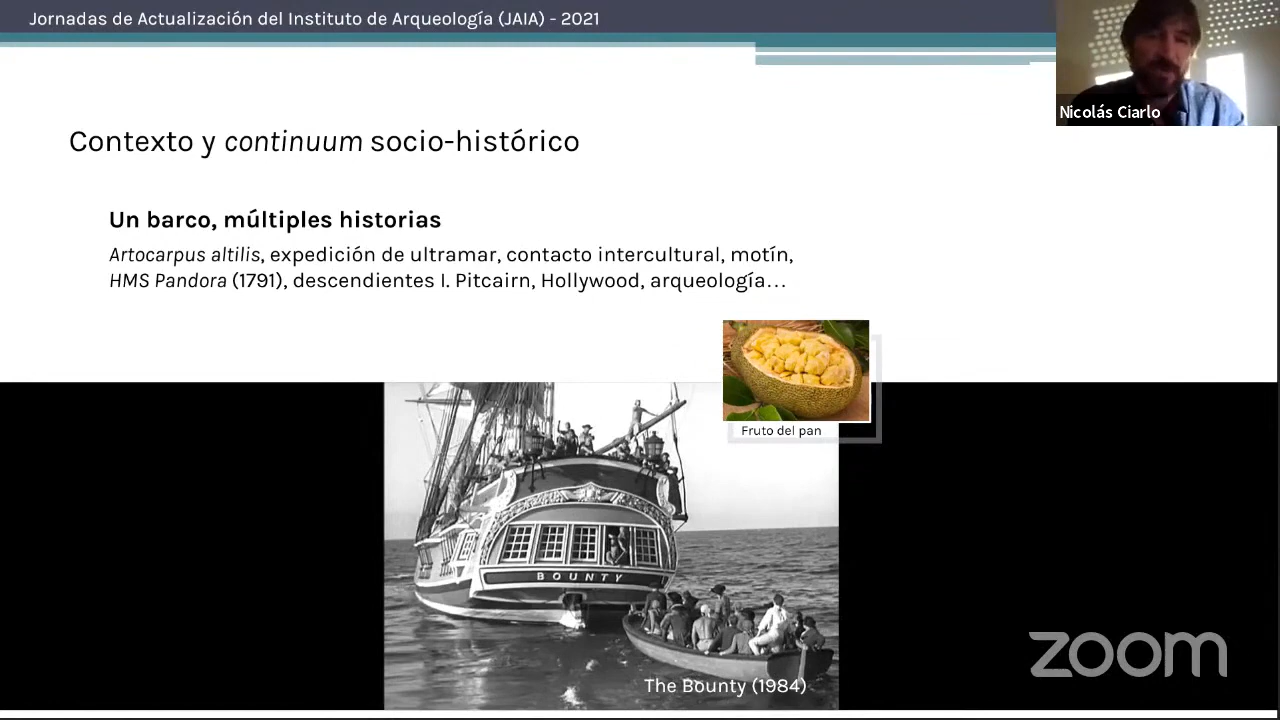 Jornadas de Actualización del Instituto de Arqueología (JAIA) - 2021
Nicolás Ciarlo
Contexto y continuum socio-histórico
Un barco, múltiples historias
Artocarpus altilis, expedición de ultramar, contacto intercultural, motín,
HMS Pandora (1791), descendientes I. Pitcairn, Hollywood, arqueología...
Fruto del pan
BOUNTY
The Bounty (1984)
zoom